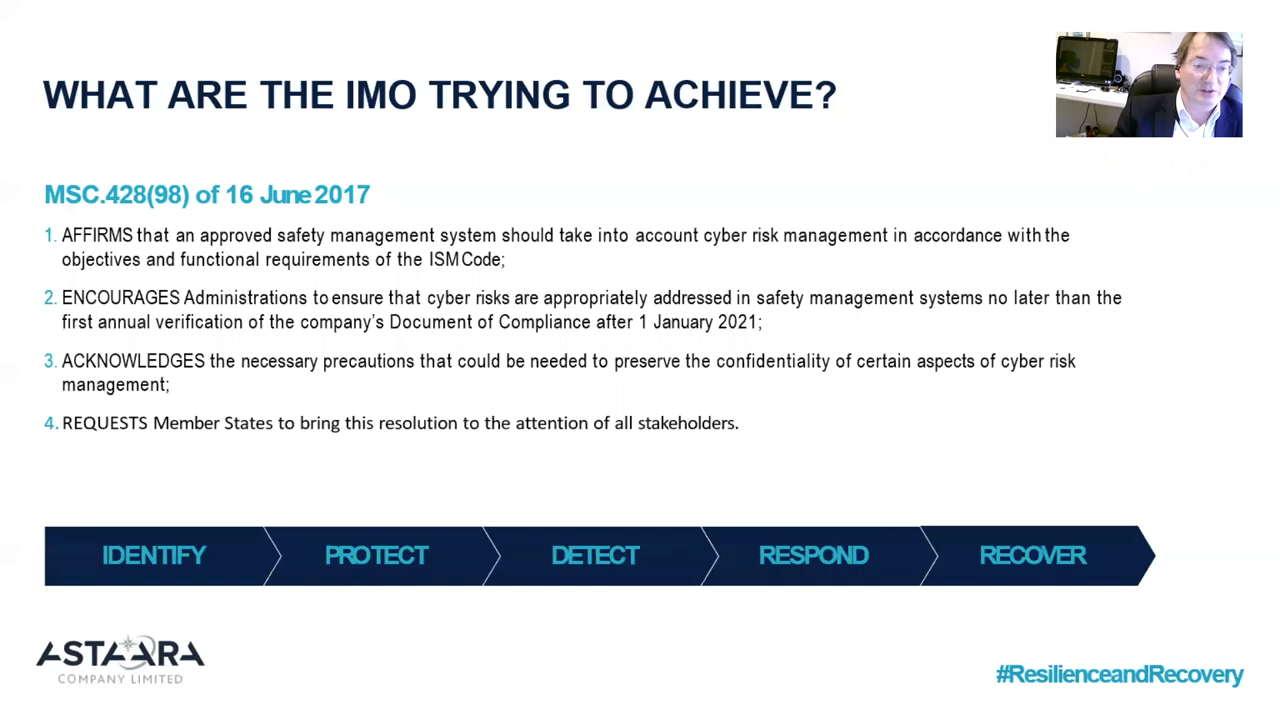 WHAT ARE THE IMO TRYING TO ACHIEVE?
MSC.428(98) of 16 June 2017
1. AFFIRMS that an approved safety management system should take into account cyber risk management in accordance with the
objectives and functional requirements of the ISM Code;
2. ENCOURAGES Administrations to ensure that cyber risks are appropriately addressed in safety management systems no later than the
first annual verification of the company's Document of Compliance after 1 January 2021;
3. ACKNOWLEDGES the necessary precautions that could be needed to preserve the confidentiality of certain aspects of cyber risk
management;
4. REQUESTS Member States to bring this resolution to the attention of all stakeholders.
IDENTIFY PROTECT DETECT RESPOND RECOVER
ASTAARA
COMPANY LIMITED
#ResilienceandRecovery